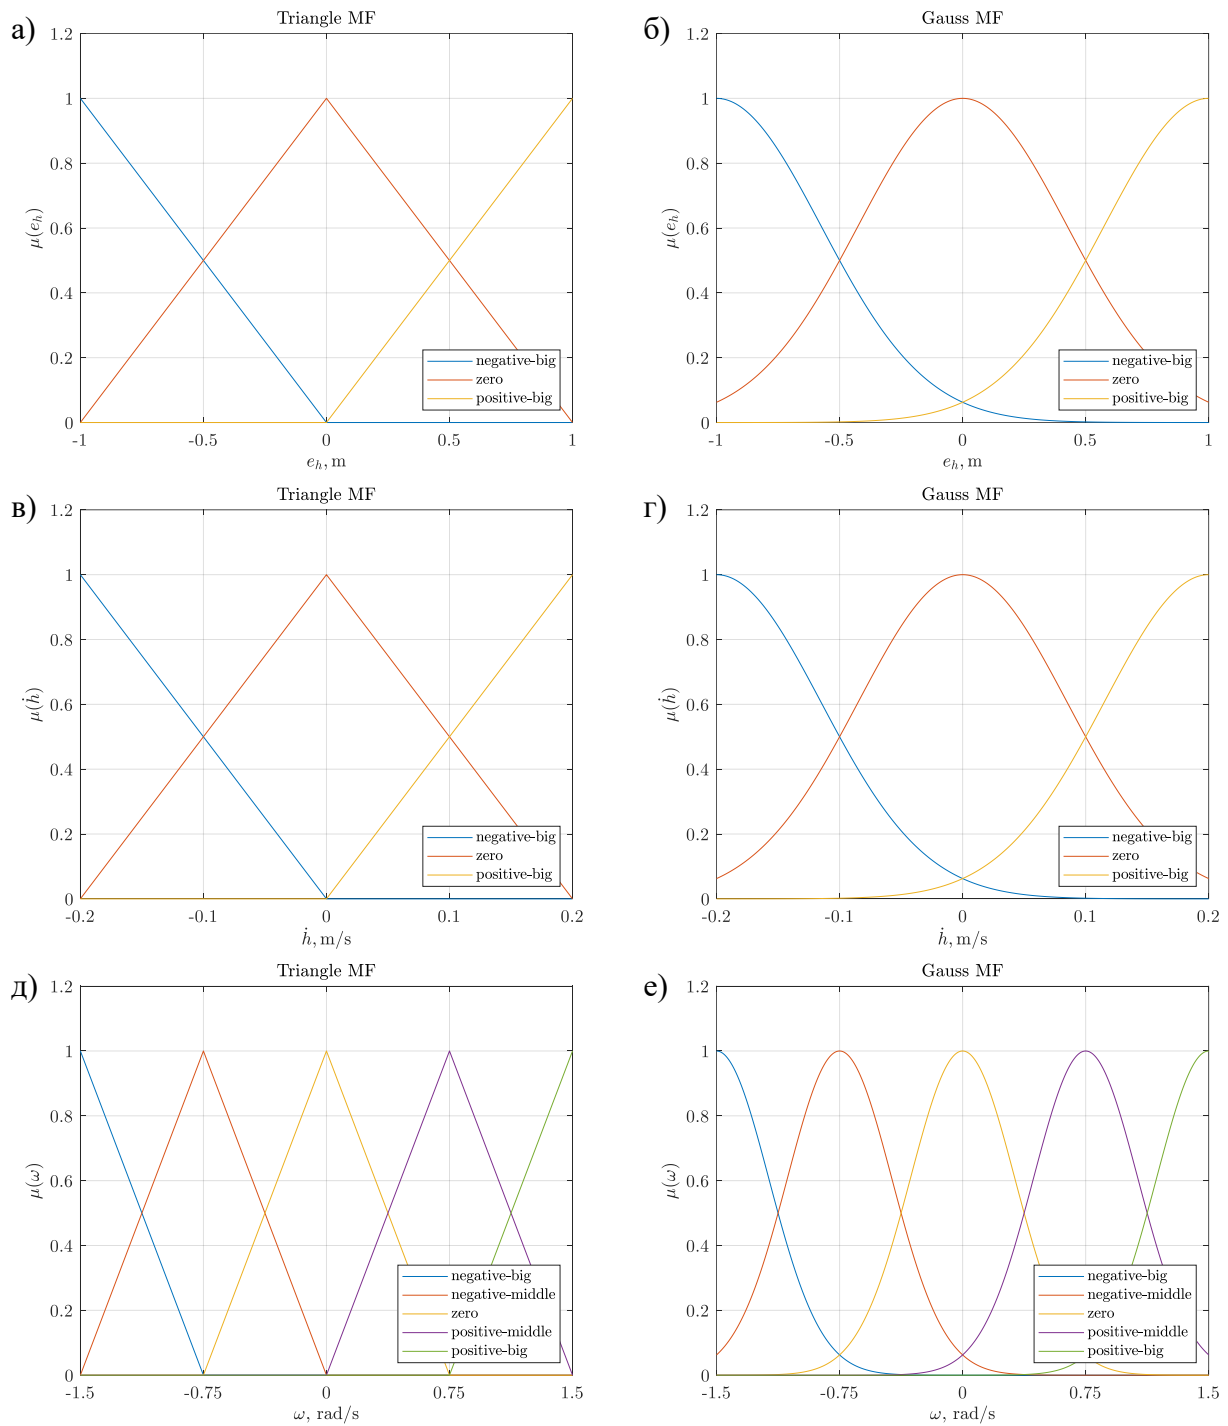 а)
Triangle MF
1.2
1
0.8
0.6
0.4
0.2
0
μ(e_h)
-1 -0.5 0 0.5 1
e_h, m
negative-big
zero
positive-big
б)
Gauss MF
1.2
1
0.8
0.6
0.4
0.2
0
μ(e_h)
-1 -0.5 0 0.5 1
e_h, m
negative-big
zero
positive-big
в)
Triangle MF
1.2
1
0.8
0.6
0.4
0.2
0
μ(ḣ)
-0.2 -0.1 0 0.1 0.2
ḣ, m/s
negative-big
zero
positive-big
г)
Gauss MF
1.2
1
0.8
0.6
0.4
0.2
0
μ(ḣ)
-0.2 -0.1 0 0.1 0.2
ḣ, m/s
negative-big
zero
positive-big
д)
Triangle MF
1.2
1
0.8
0.6
0.4
0.2
0
μ(ω)
-1.5 -0.75 0 0.75 1.5
ω, rad/s
negative-big
negative-middle
zero
positive-middle
positive-big
е)
Gauss MF
1.2
1
0.8
0.6
0.4
0.2
0
μ(ω)
-1.5 -0.75 0 0.75 1.5
ω, rad/s
negative-big
negative-middle
zero
positive-middle
positive-big